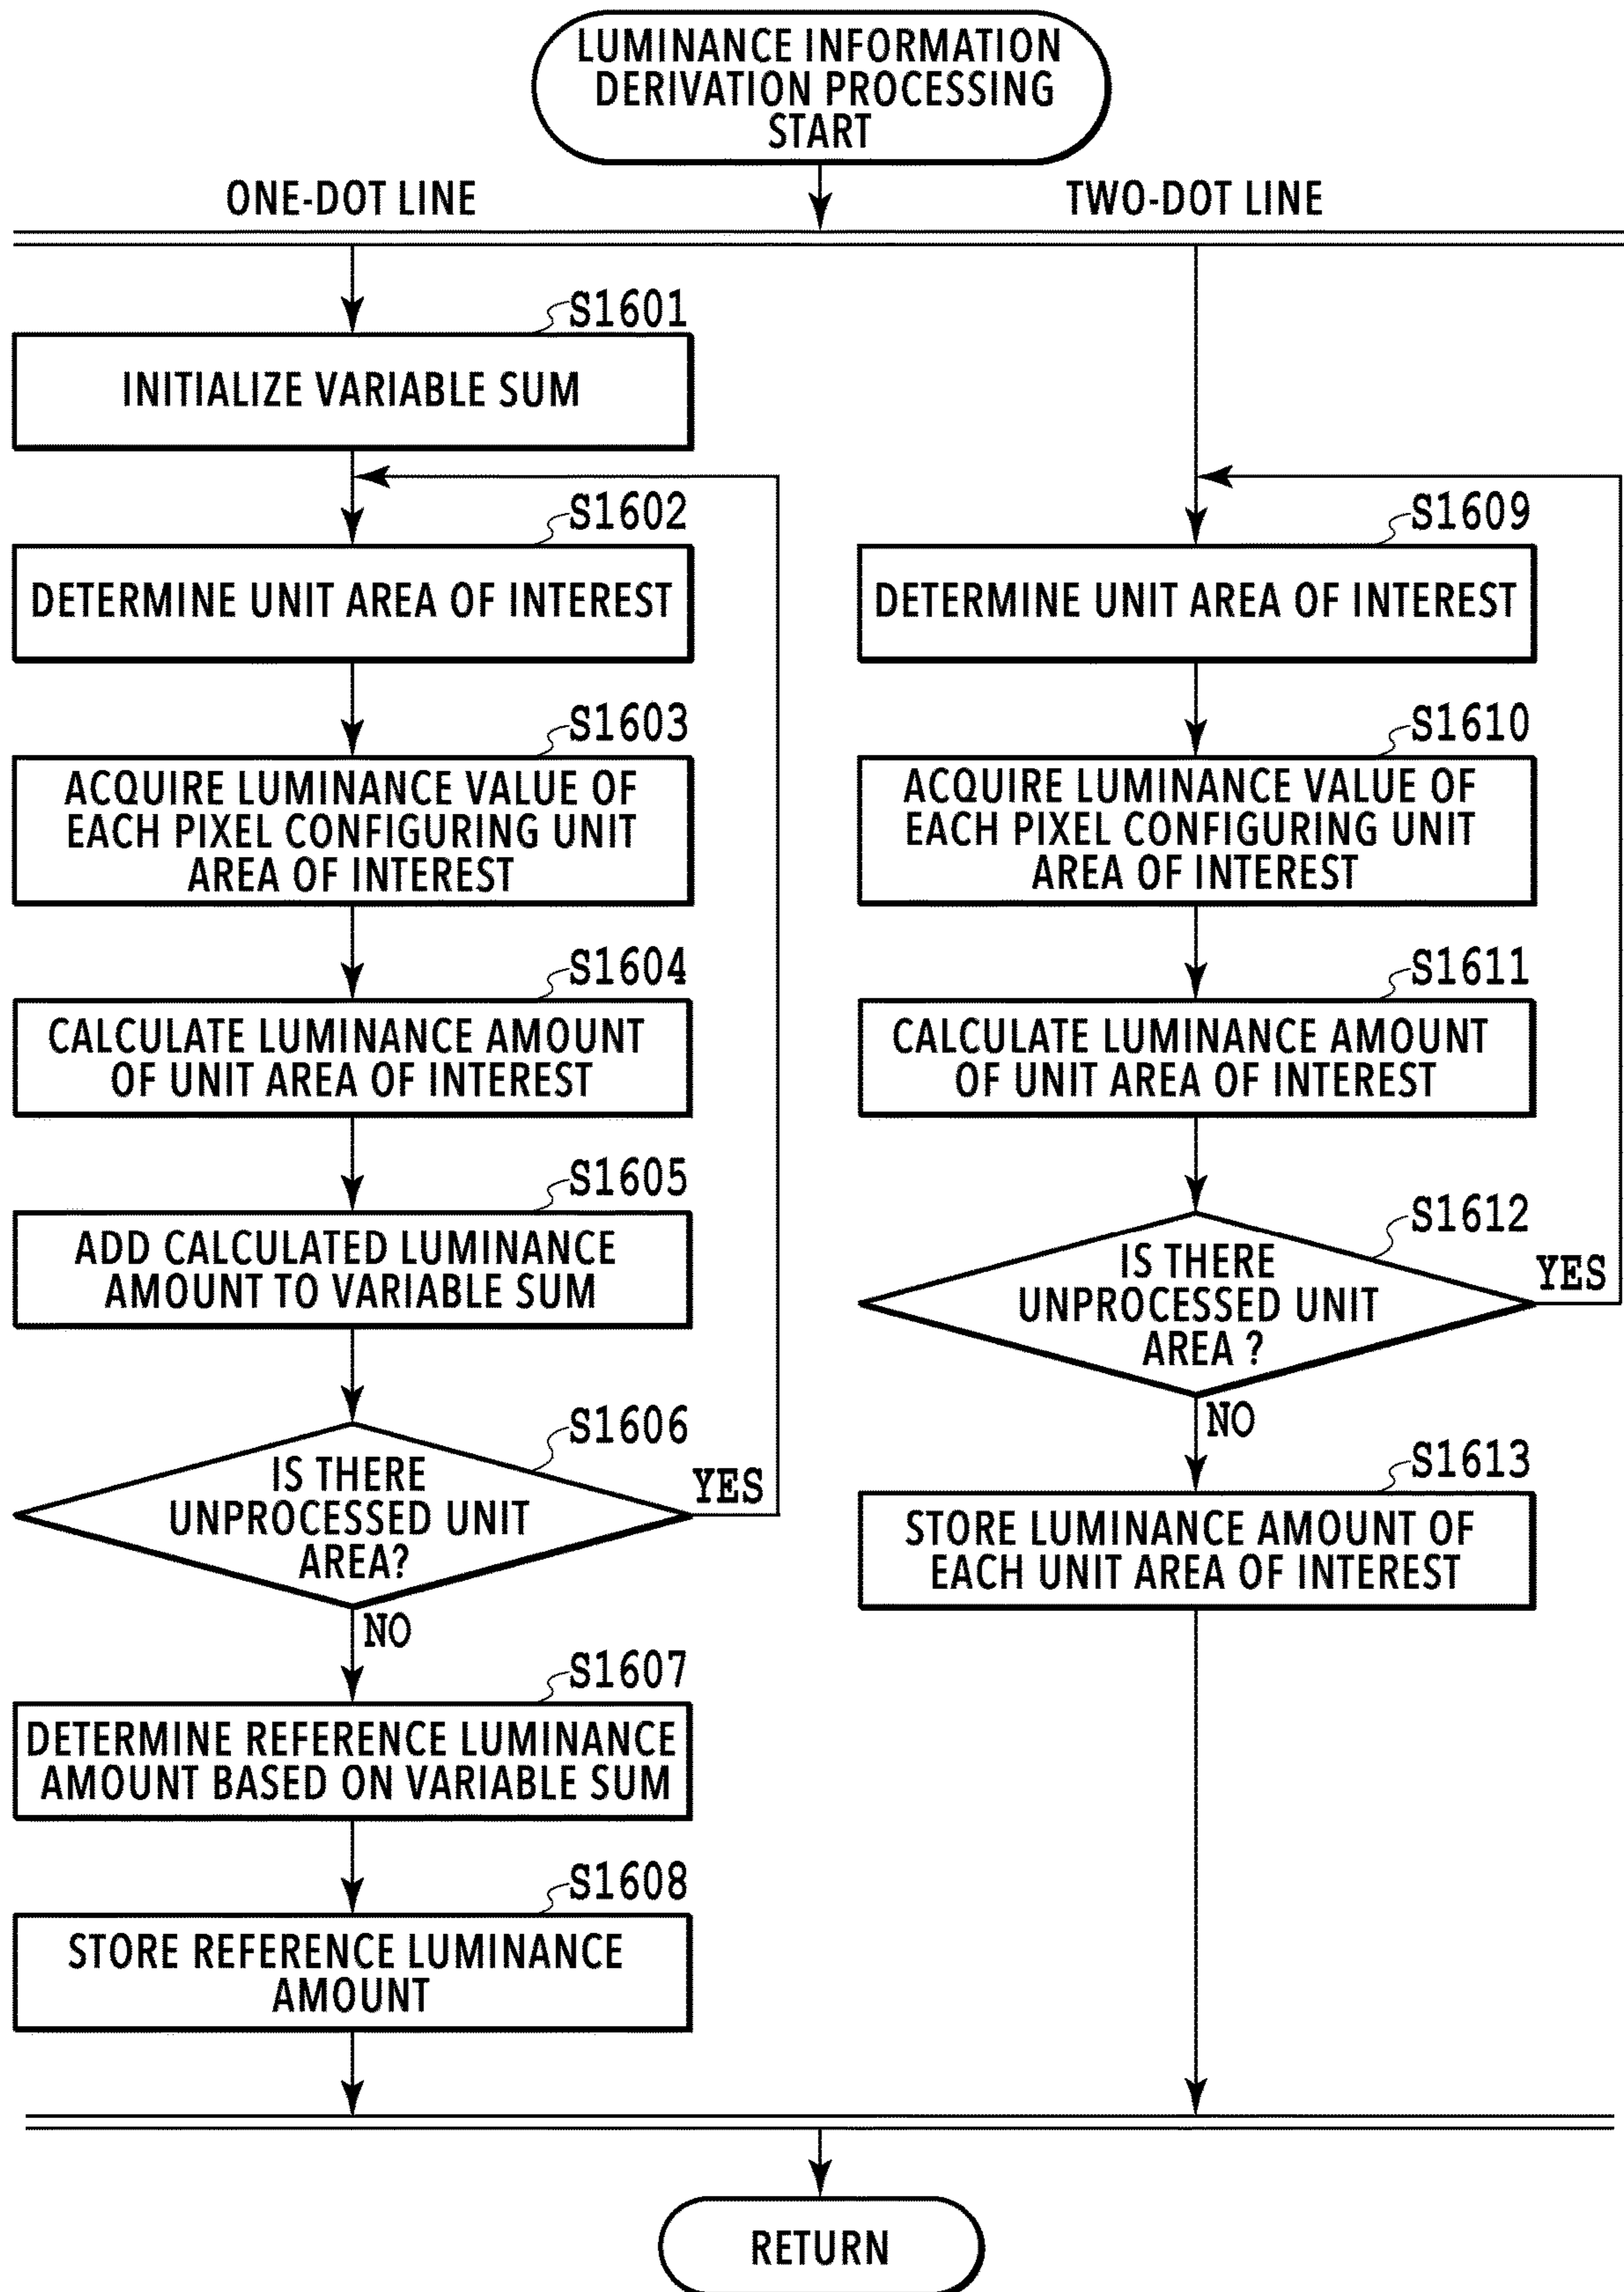 LUMINANCE INFORMATION
DERIVATION PROCESSING
START
ONE-DOT LINE
TWO-DOT LINE
S1601
INITIALIZE VARIABLE SUM
S1602
DETERMINE UNIT AREA OF INTEREST
S1603
ACQUIRE LUMINANCE VALUE OF
EACH PIXEL CONFIGURING UNIT
AREA OF INTEREST
S1604
CALCULATE LUMINANCE AMOUNT
OF UNIT AREA OF INTEREST
S1605
ADD CALCULATED LUMINANCE
AMOUNT TO VARIABLE SUM
S1606
IS THERE
UNPROCESSED UNIT
AREA?
YES
NO
S1607
DETERMINE REFERENCE LUMINANCE
AMOUNT BASED ON VARIABLE SUM
S1608
STORE REFERENCE LUMINANCE
AMOUNT
S1609
DETERMINE UNIT AREA OF INTEREST
S1610
ACQUIRE LUMINANCE VALUE OF
EACH PIXEL CONFIGURING UNIT
AREA OF INTEREST
S1611
CALCULATE LUMINANCE AMOUNT
OF UNIT AREA OF INTEREST
S1612
IS THERE
UNPROCESSED UNIT
AREA ?
YES
NO
S1613
STORE LUMINANCE AMOUNT OF
EACH UNIT AREA OF INTEREST
RETURN